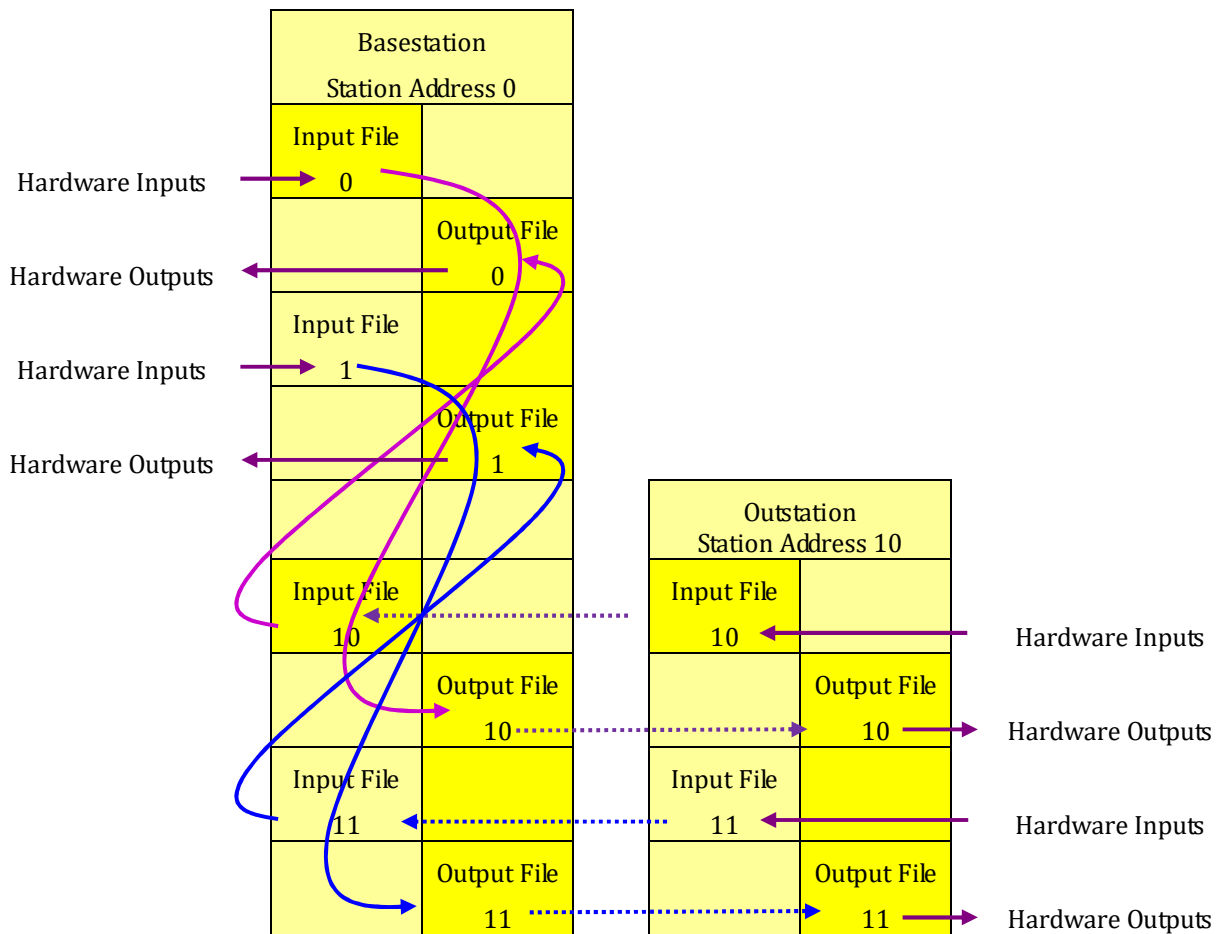 Basestation
Station Address 0
Input File
Hardware Inputs
0
Output File
Hardware Outputs
0
Input File
Hardware Inputs
1
Output File
Hardware Outputs
1
Outstation
Station Address 10
Input File
10
Input File
10
Hardware Inputs
Output File
10
Output File
10
Hardware Outputs
Input File
11
Input File
11
Hardware Inputs
Output File
11
Output File
11
Hardware Outputs